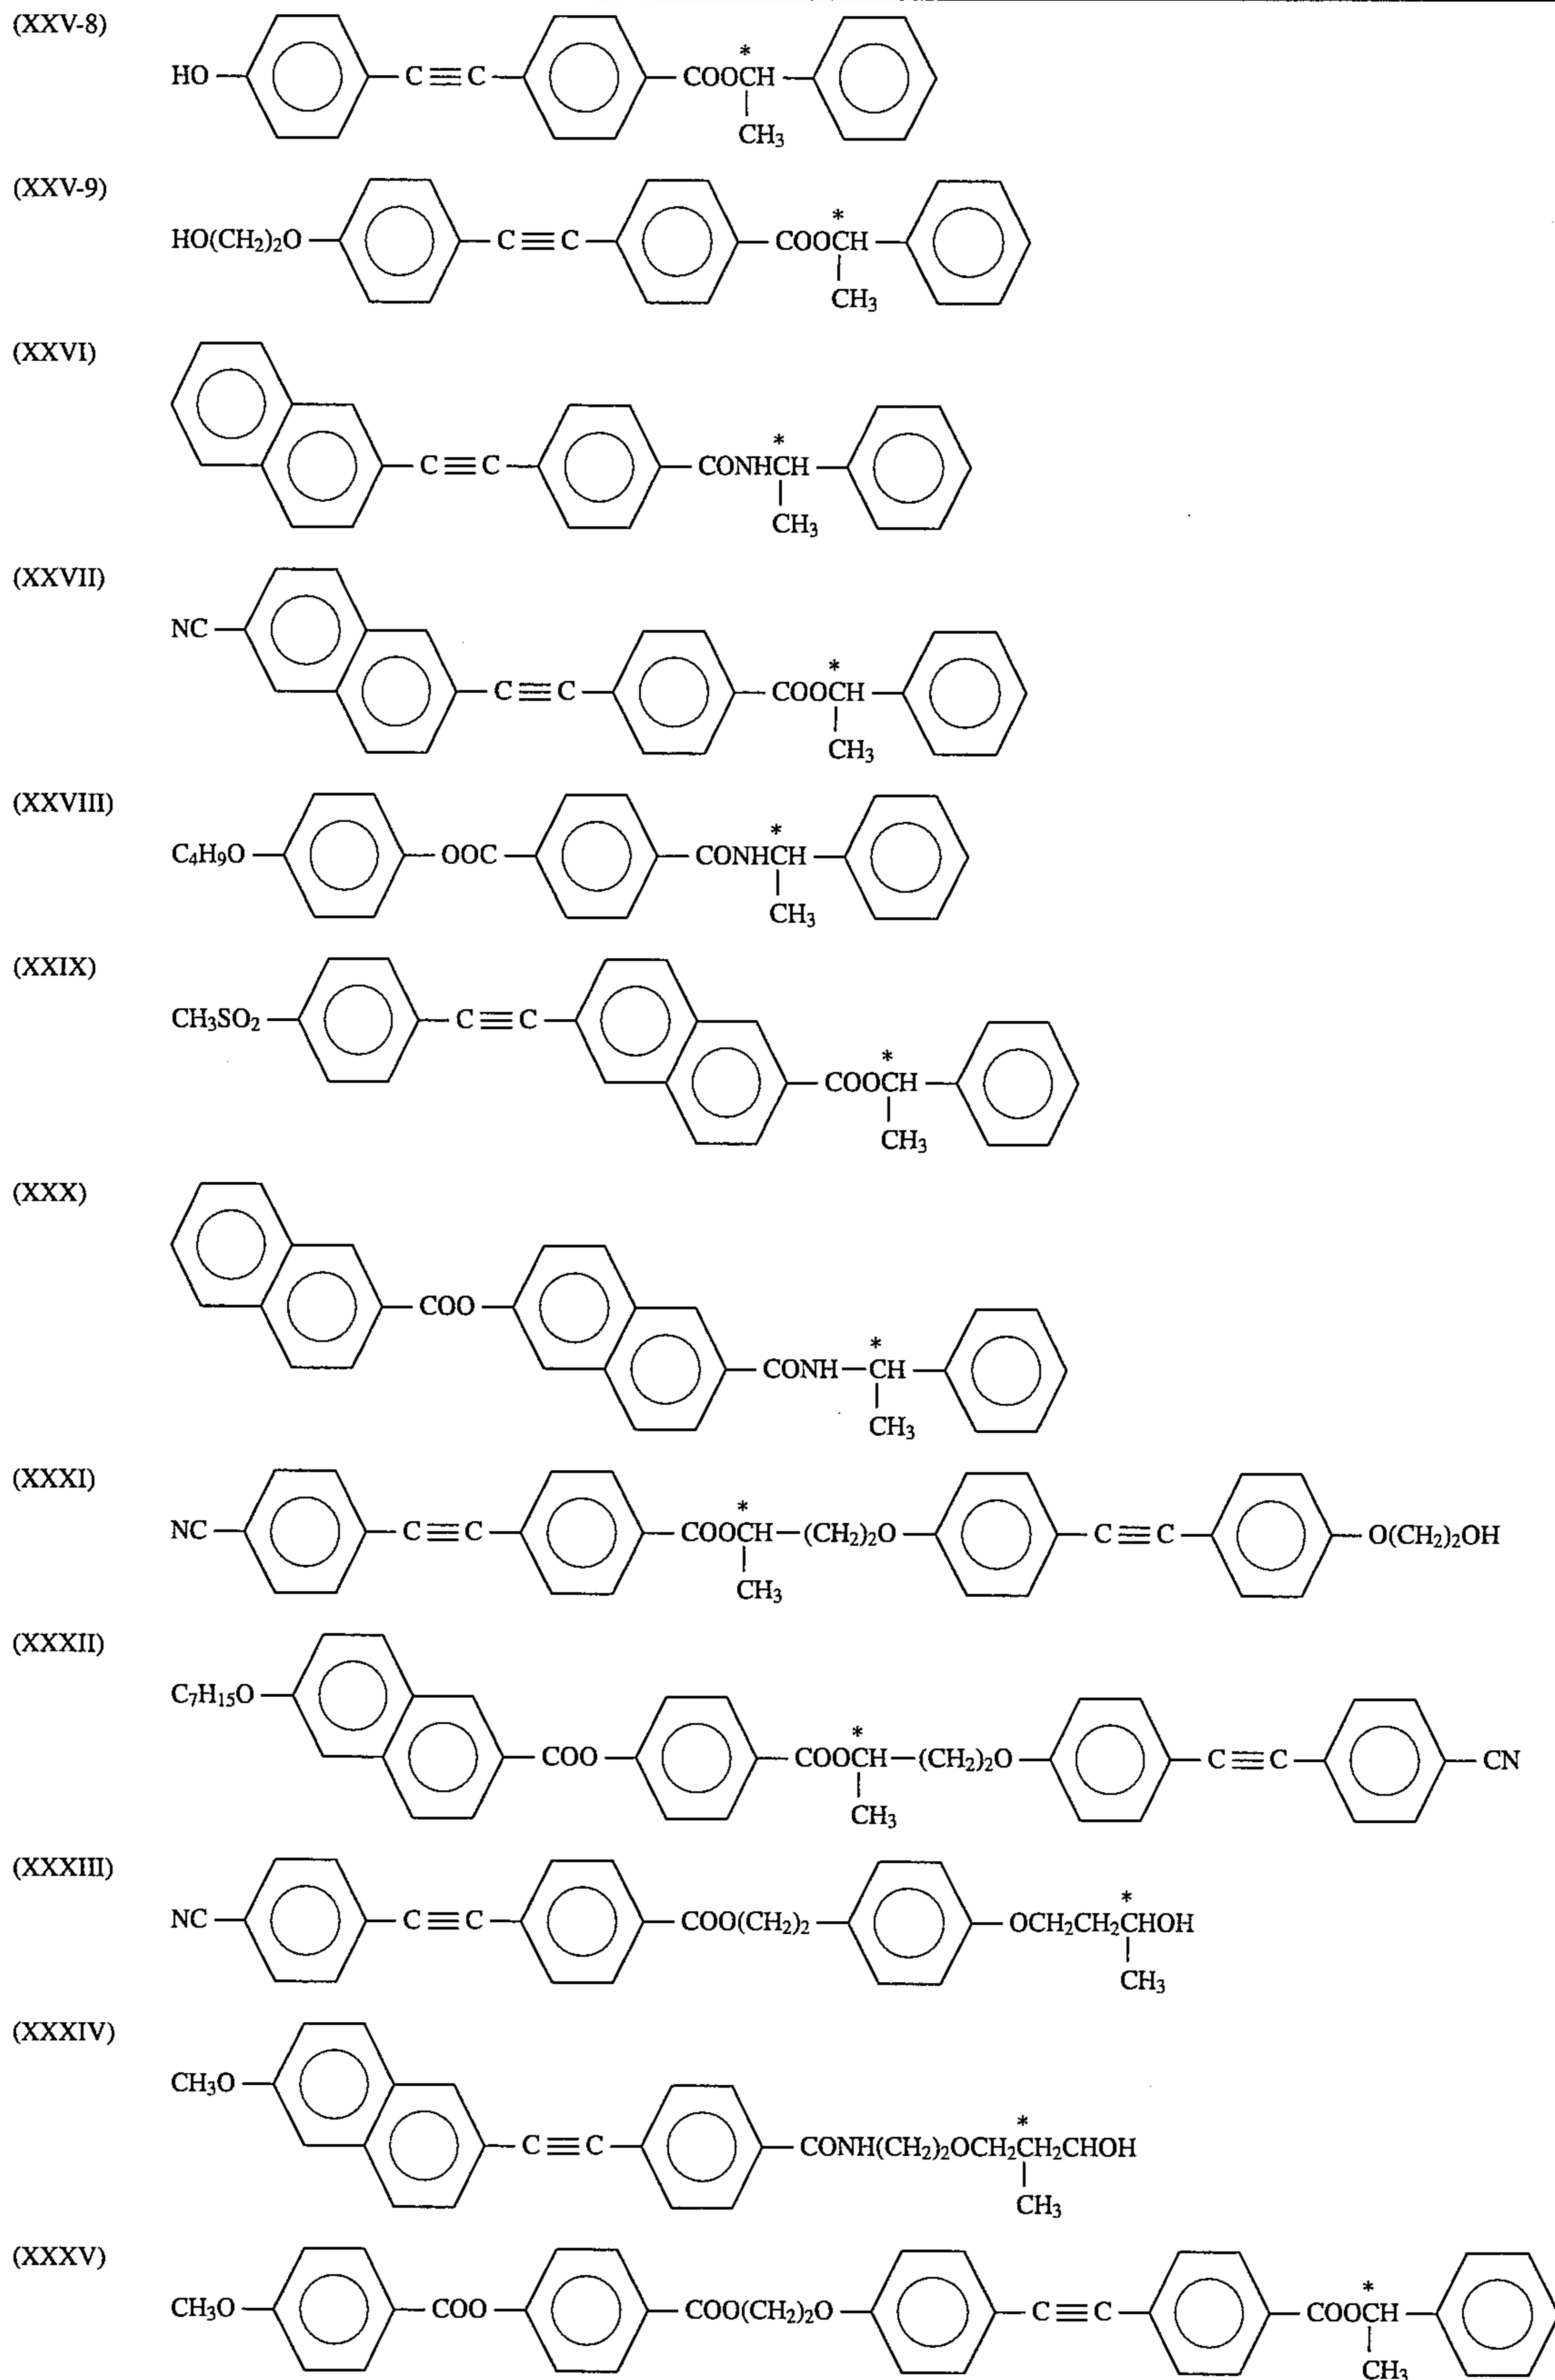 (XXV-8)
HO C≡C COOCH *
CH₃
(XXV-9)
HO(CH₂)₂O C≡C COOCH *
CH₃
(XXVI)
C≡C CONHCH *
CH₃
(XXVII)
NC C≡C COOCH *
CH₃
(XXVIII)
C₄H₉O OOC CONHCH *
CH₃
(XXIX)
CH₃SO₂ C≡C
COOCH *
CH₃
(XXX)
COO
CONH CH *
CH₃
(XXXI)
NC C≡C COOCH * (CH₂)₂O C≡C O(CH₂)₂OH
CH₃
(XXXII)
C₇H₁₅O
COO COOCH * (CH₂)₂O C≡C CN
CH₃
(XXXIII)
NC C≡C COO(CH₂)₂ OCH₂CH₂CHOH *
CH₃
(XXXIV)
CH₃O
C≡C CONH(CH₂)₂OCH₂CH₂CHOH *
CH₃
(XXXV)
CH₃O COO COO(CH₂)₂O C≡C COOCH *
CH₃